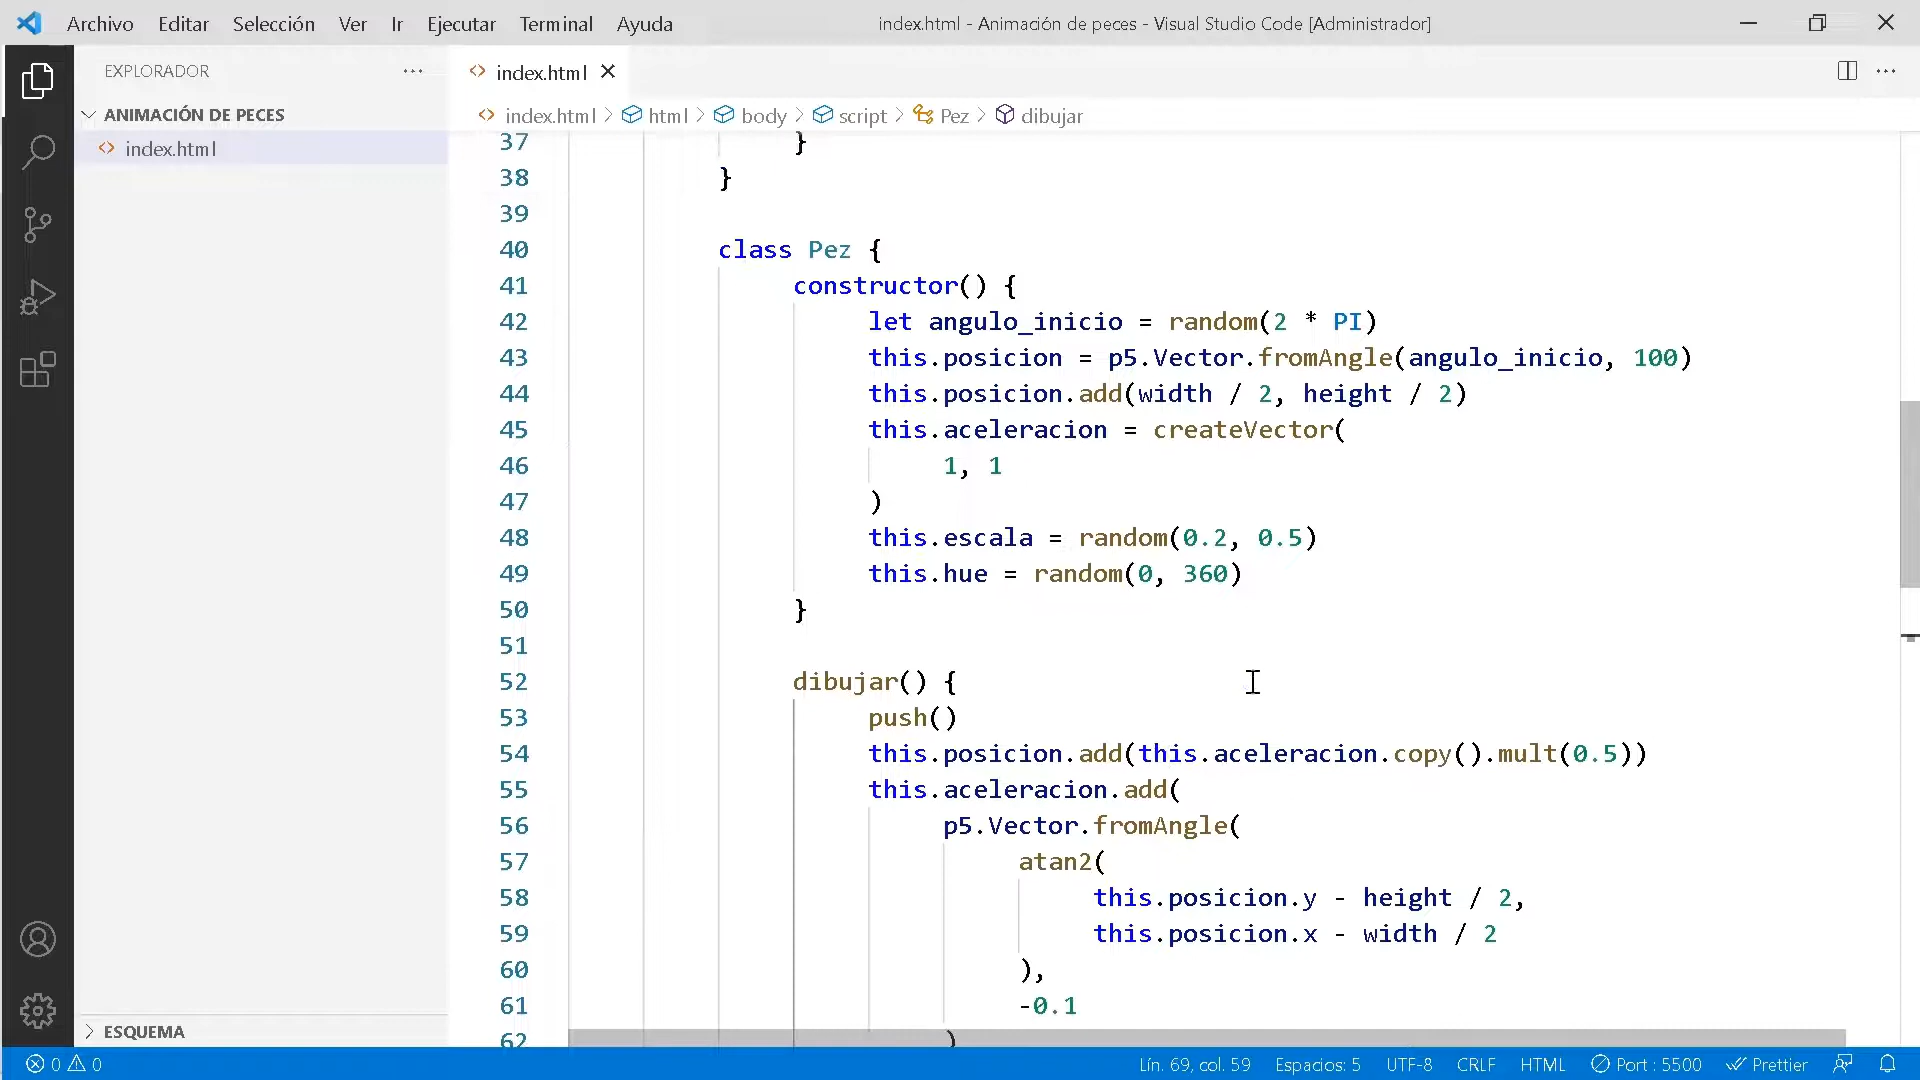 Archivo Editar Selección Ver Ir Ejecutar Terminal Ayuda index.html - Animación de peces - Visual Studio Code [Administrador]
EXPLORADOR
index.html
ANIMACIÓN DE PECES
index.html > html > body > script > Pez > dibujar
index.html
37 }
38 }
39
40 class Pez {
41 constructor() {
42 let angulo_inicio = random(2 * PI)
43 this.posicion = p5.Vector.fromAngle(angulo_inicio, 100)
44 this.posicion.add(width / 2, height / 2)
45 this.aceleracion = createVector(
46 1, 1
47 )
48 this.escala = random(0.2, 0.5)
49 this.hue = random(0, 360)
50 }
51
52 dibujar() {
53 push()
54 this.posicion.add(this.aceleracion.copy().mult(0.5))
55 this.aceleracion.add(
56 p5.Vector.fromAngle(
57 atan2(
58 this.posicion.y - height / 2,
59 this.posicion.x - width / 2
60 ),
61 -0.1
62 )
ESQUEMA
0 0 Lín. 69, col. 59 Espacios: 5 UTF-8 CRLF HTML Port : 5500 Prettier